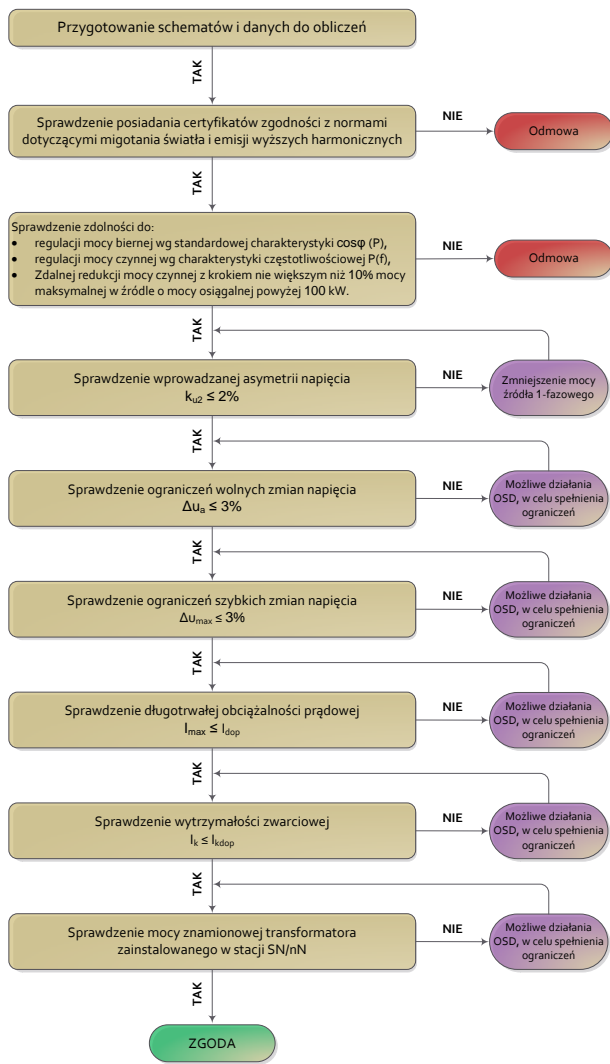 Przygotowanie schematów i danych do obliczeń
TAK
Sprawdzenie posiadania certyfikatów zgodności z normami
dotyczącymi migotania światła i emisji wyższych harmonicznych
NIE
Odmowa
TAK
Sprawdzenie zdolności do:
• regulacji mocy biernej wg standardowej charakterystyki cosφ (P),
• regulacji mocy czynnej wg charakterystyki częstotliwościowej P(f),
• Zdalnej redukcji mocy czynnej z krokiem nie większym niż 10% mocy
maksymalnej w źródle o mocy osiągalnej powyżej 100 kW.
NIE
Odmowa
TAK
Sprawdzenie wprowadzanej asymetrii napięcia
k_u2 ≤ 2%
NIE
Zmniejszenie mocy
źródła 1-fazowego
TAK
Sprawdzenie ograniczeń wolnych zmian napięcia
Δu_a ≤ 3%
NIE
Możliwe działania
OSD, w celu spełnienia
ograniczeń
TAK
Sprawdzenie ograniczeń szybkich zmian napięcia
Δu_max ≤ 3%
NIE
Możliwe działania
OSD, w celu spełnienia
ograniczeń
TAK
Sprawdzenie długotrwałej obciążalności prądowej
I_max ≤ I_dop
NIE
Możliwe działania
OSD, w celu spełnienia
ograniczeń
TAK
Sprawdzenie wytrzymałości zwarciowej
I_k ≤ I_kdop
NIE
Możliwe działania
OSD, w celu spełnienia
ograniczeń
TAK
Sprawdzenie mocy znamionowej transformatora
zainstalowanego w stacji SN/nN
NIE
Możliwe działania
OSD, w celu spełnienia
ograniczeń
TAK
ZGODA